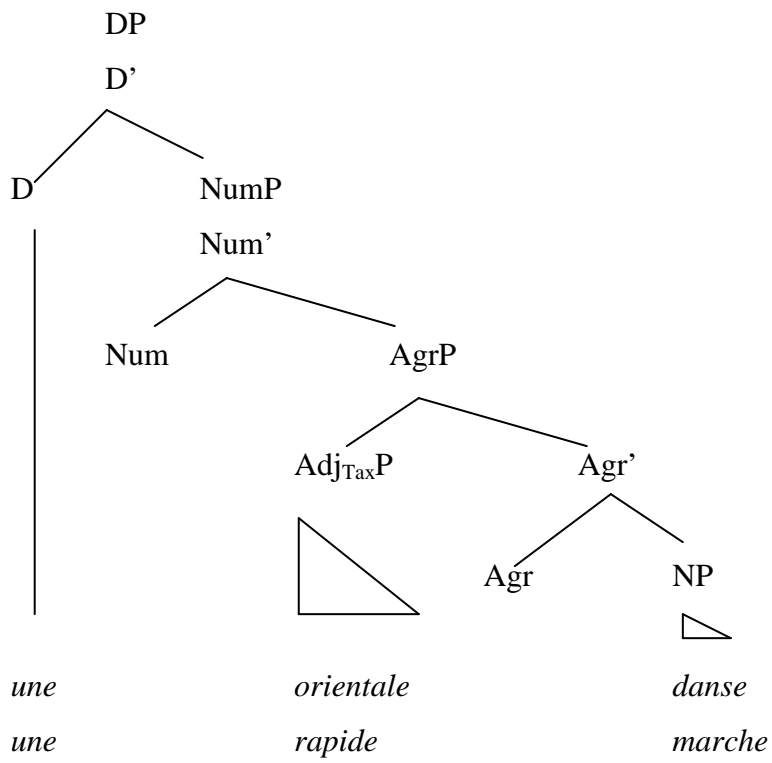 DP
D’
D NumP
Num’
Num AgrP
AdjTaxP Agr’
Agr NP
une orientale danse
une rapide marche